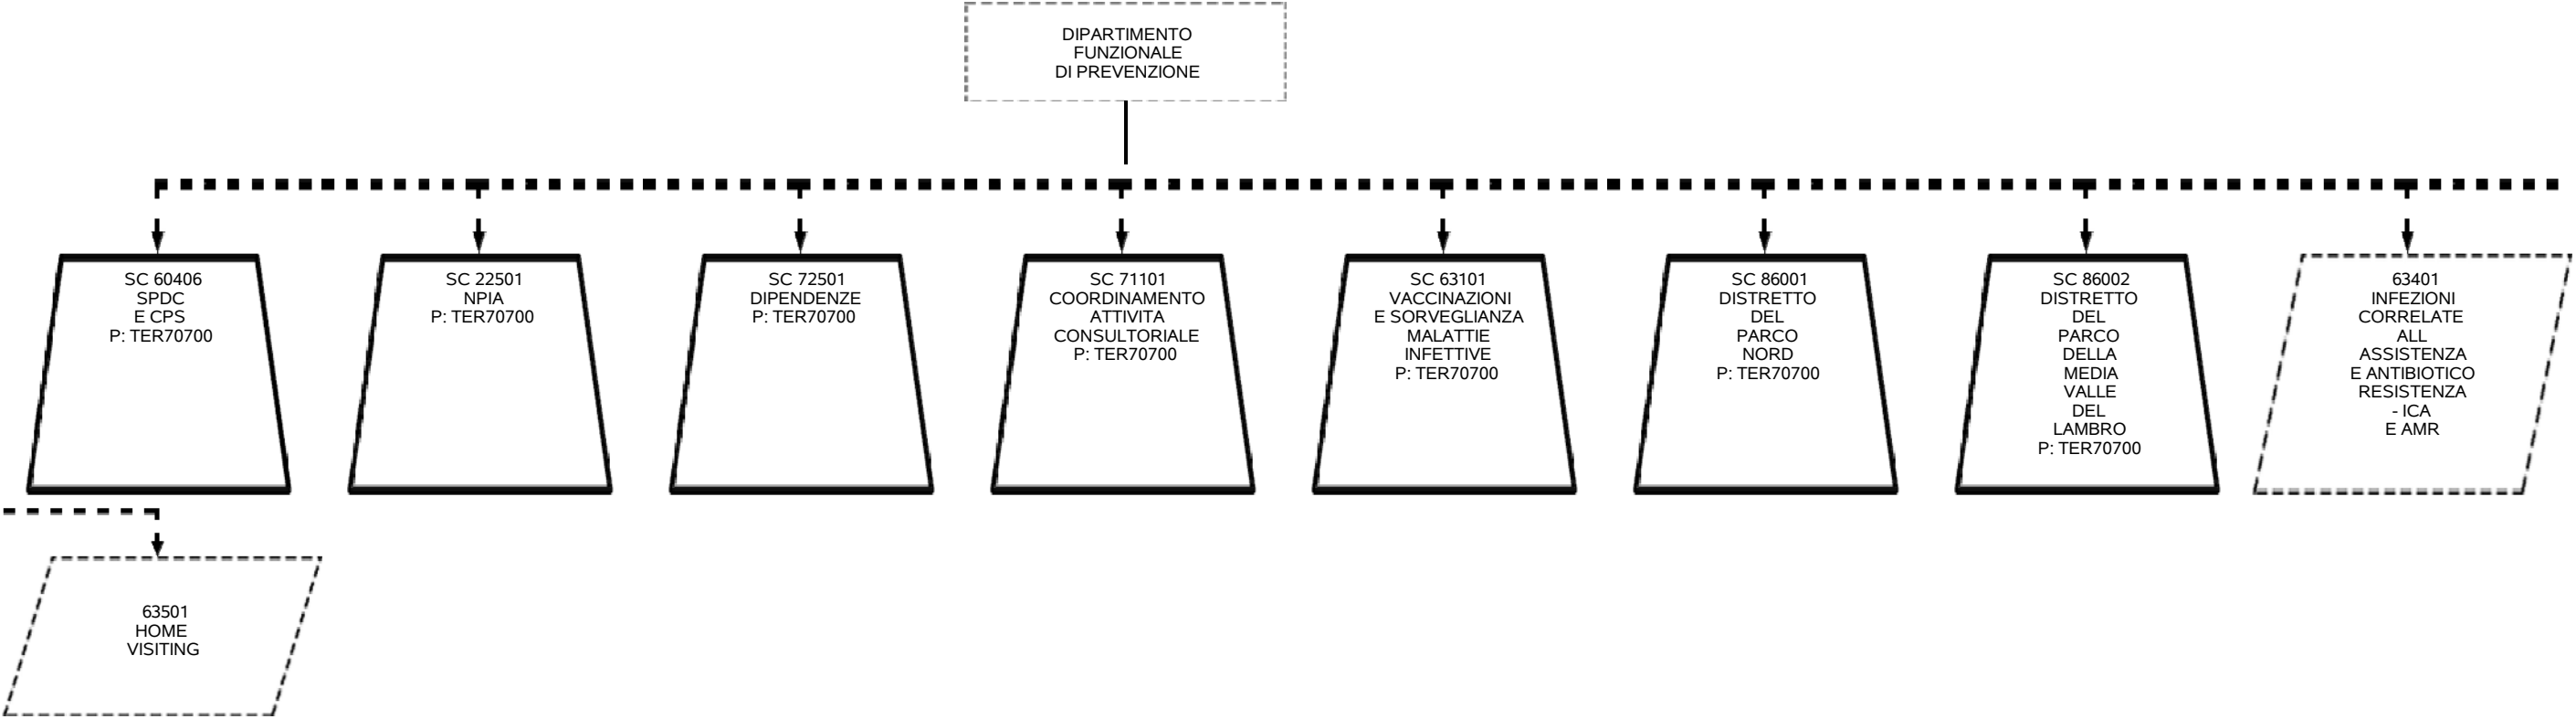 DIPARTIMENTO
FUNZIONALE
DI PREVENZIONE
SC 60406
SPDC
E CPS
P: TER70700
SC 22501
NPIA
P: TER70700
SC 72501
DIPENDENZE
P: TER70700
SC 71101
COORDINAMENTO
ATTIVITA
CONSULTORIALE
P: TER70700
SC 63101
VACCINAZIONI
E SORVEGLIANZA
MALATTIE
INFETTIVE
P: TER70700
SC 86001
DISTRETTO
DEL
PARCO
NORD
P: TER70700
SC 86002
DISTRETTO
DEL
PARCO
DELLA
MEDIA
VALLE
DEL
LAMBRO
P: TER70700
63401
INFEZIONI
CORRELATE
ALL
ASSISTENZA
E ANTIBIOTICO
RESISTENZA
- ICA
E AMR
63501
HOME
VISITING